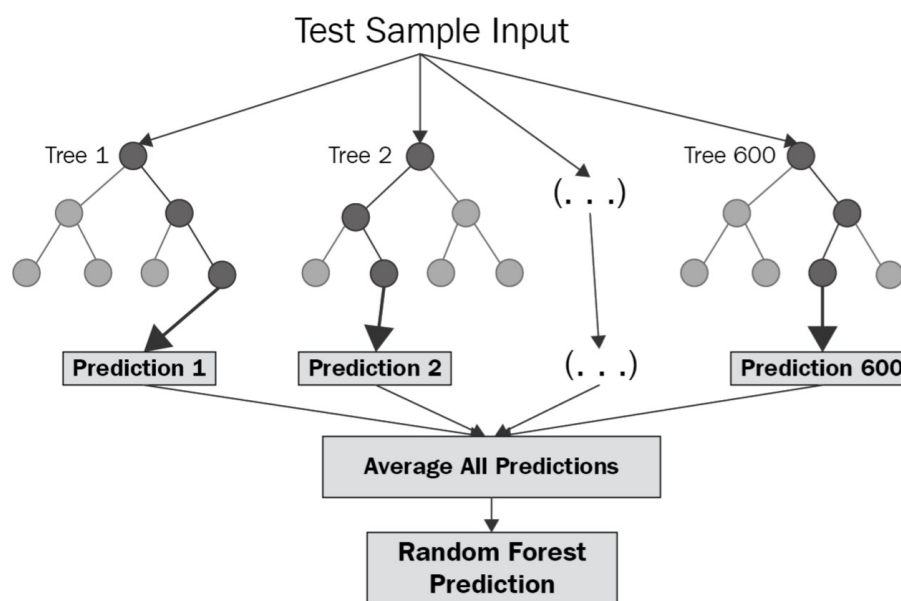 Test Sample Input
Tree 1
Tree 2
Tree 600
(. . .)
Prediction 1
Prediction 2
(. . .)
Prediction 600
Average All Predictions
Random Forest
Prediction